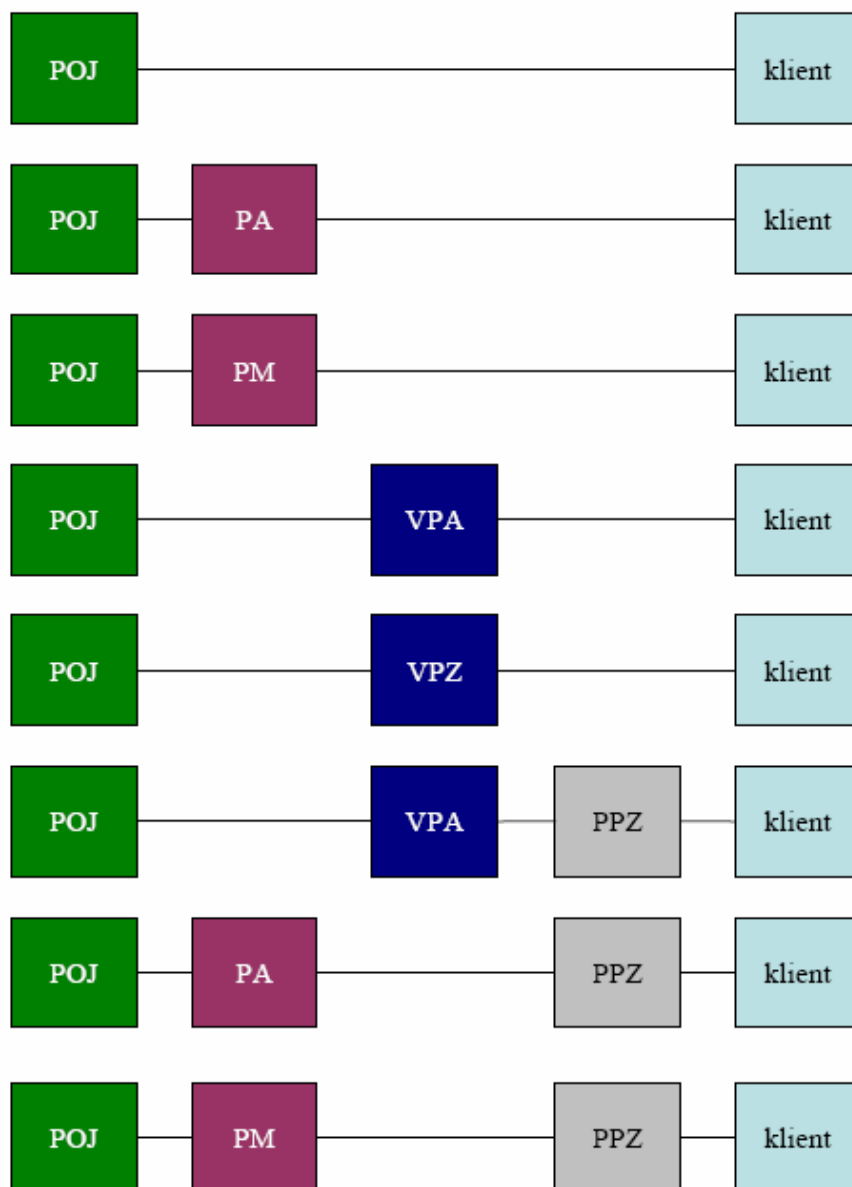 POJ klient
POJ PA klient
POJ PM klient
POJ VPA klient
POJ VPZ klient
POJ VPA PPZ klient
POJ PA PPZ klient
POJ PM PPZ klient